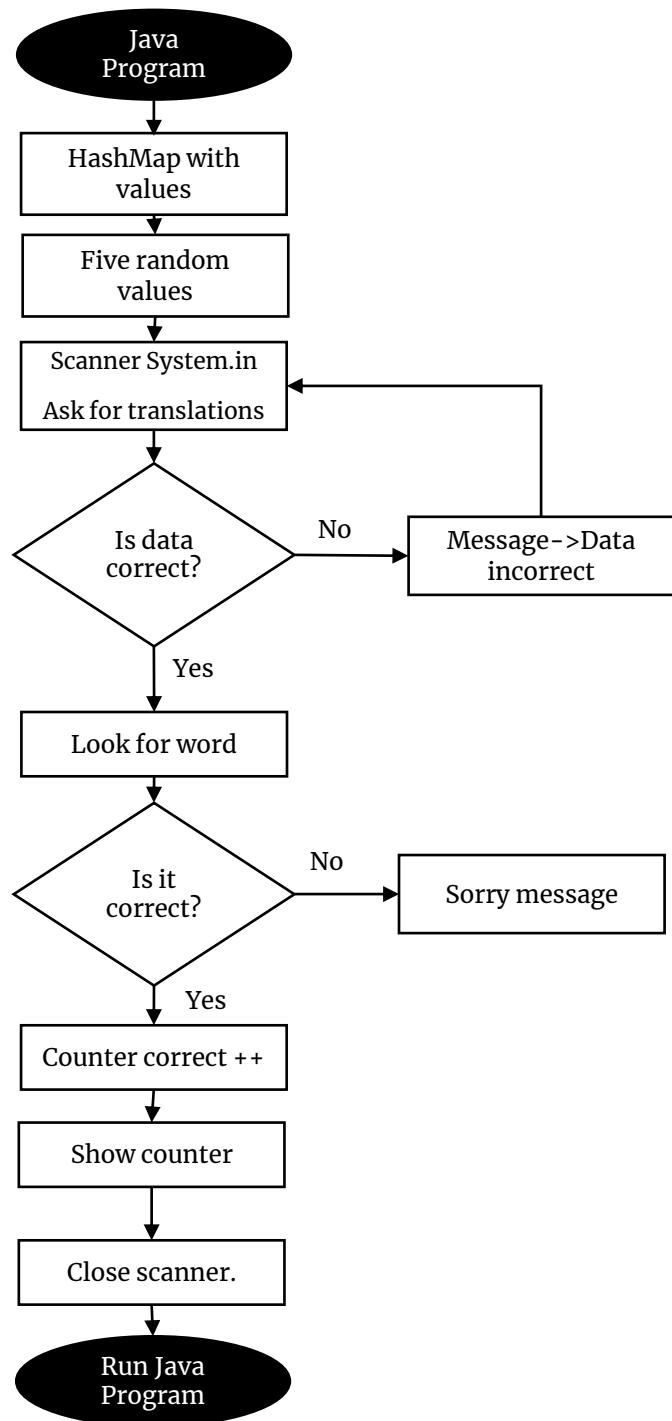 Java
Program
HashMap with
values
Five random
values
Scanner System.in
Ask for translations
Is data
correct?
No
Message->Data
incorrect
Yes
Look for word
Is it
correct?
No
Sorry message
Yes
Counter correct ++
Show counter
Close scanner.
Run Java
Program